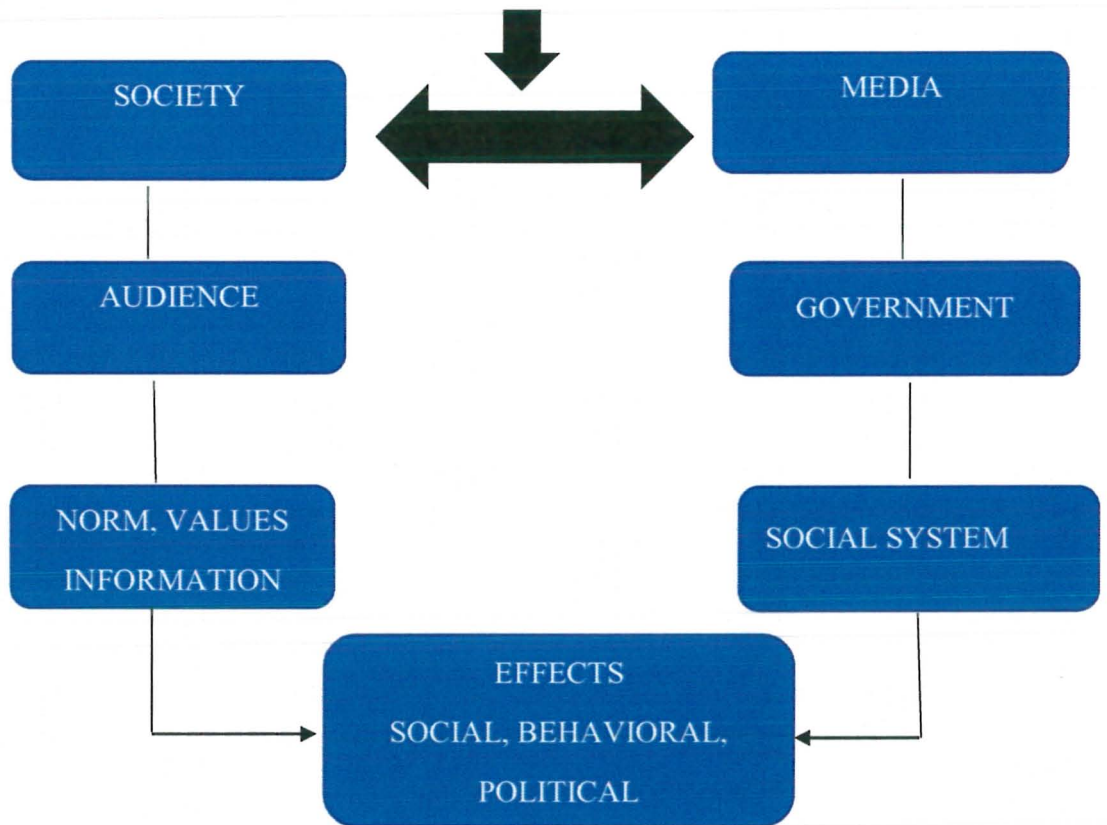 SOCIETY
MEDIA
AUDIENCE
GOVERNMENT
NORM, VALUES
INFORMATION
SOCIAL SYSTEM
EFFECTS
SOCIAL, BEHAVIORAL,
POLITICAL